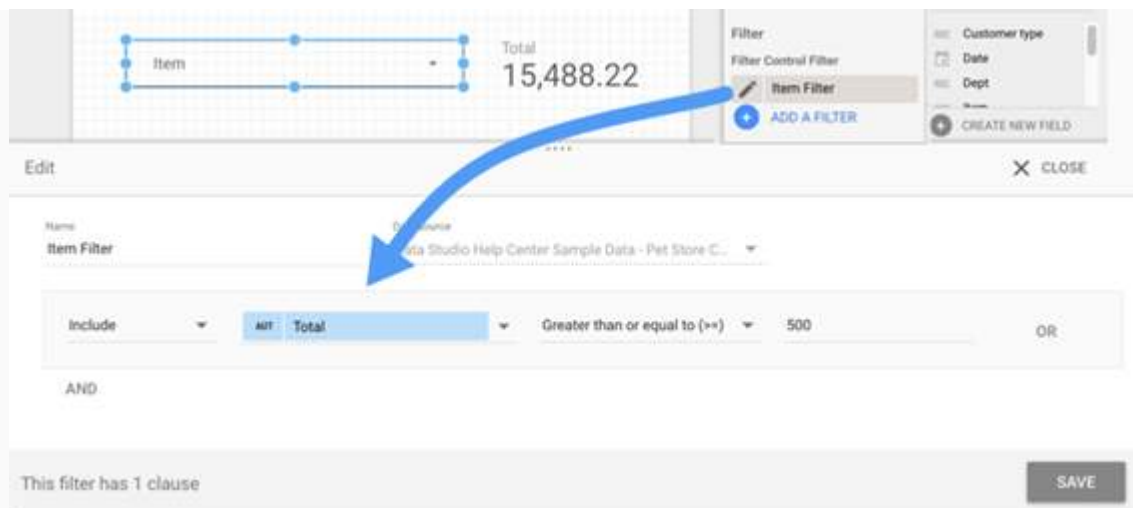 Item
Total
15,488.22
Filter
Filter Control Filter
Item Filter
ADD A FILTER
Customer type
Date
Dept
CREATE NEW FIELD
Edit
CLOSE
Name
Item Filter
Data Studio Help Center Sample Data - Pet Store C...
Include
AUT Total
Greater than or equal to (>=)
500
OR
AND
This filter has 1 clause
SAVE